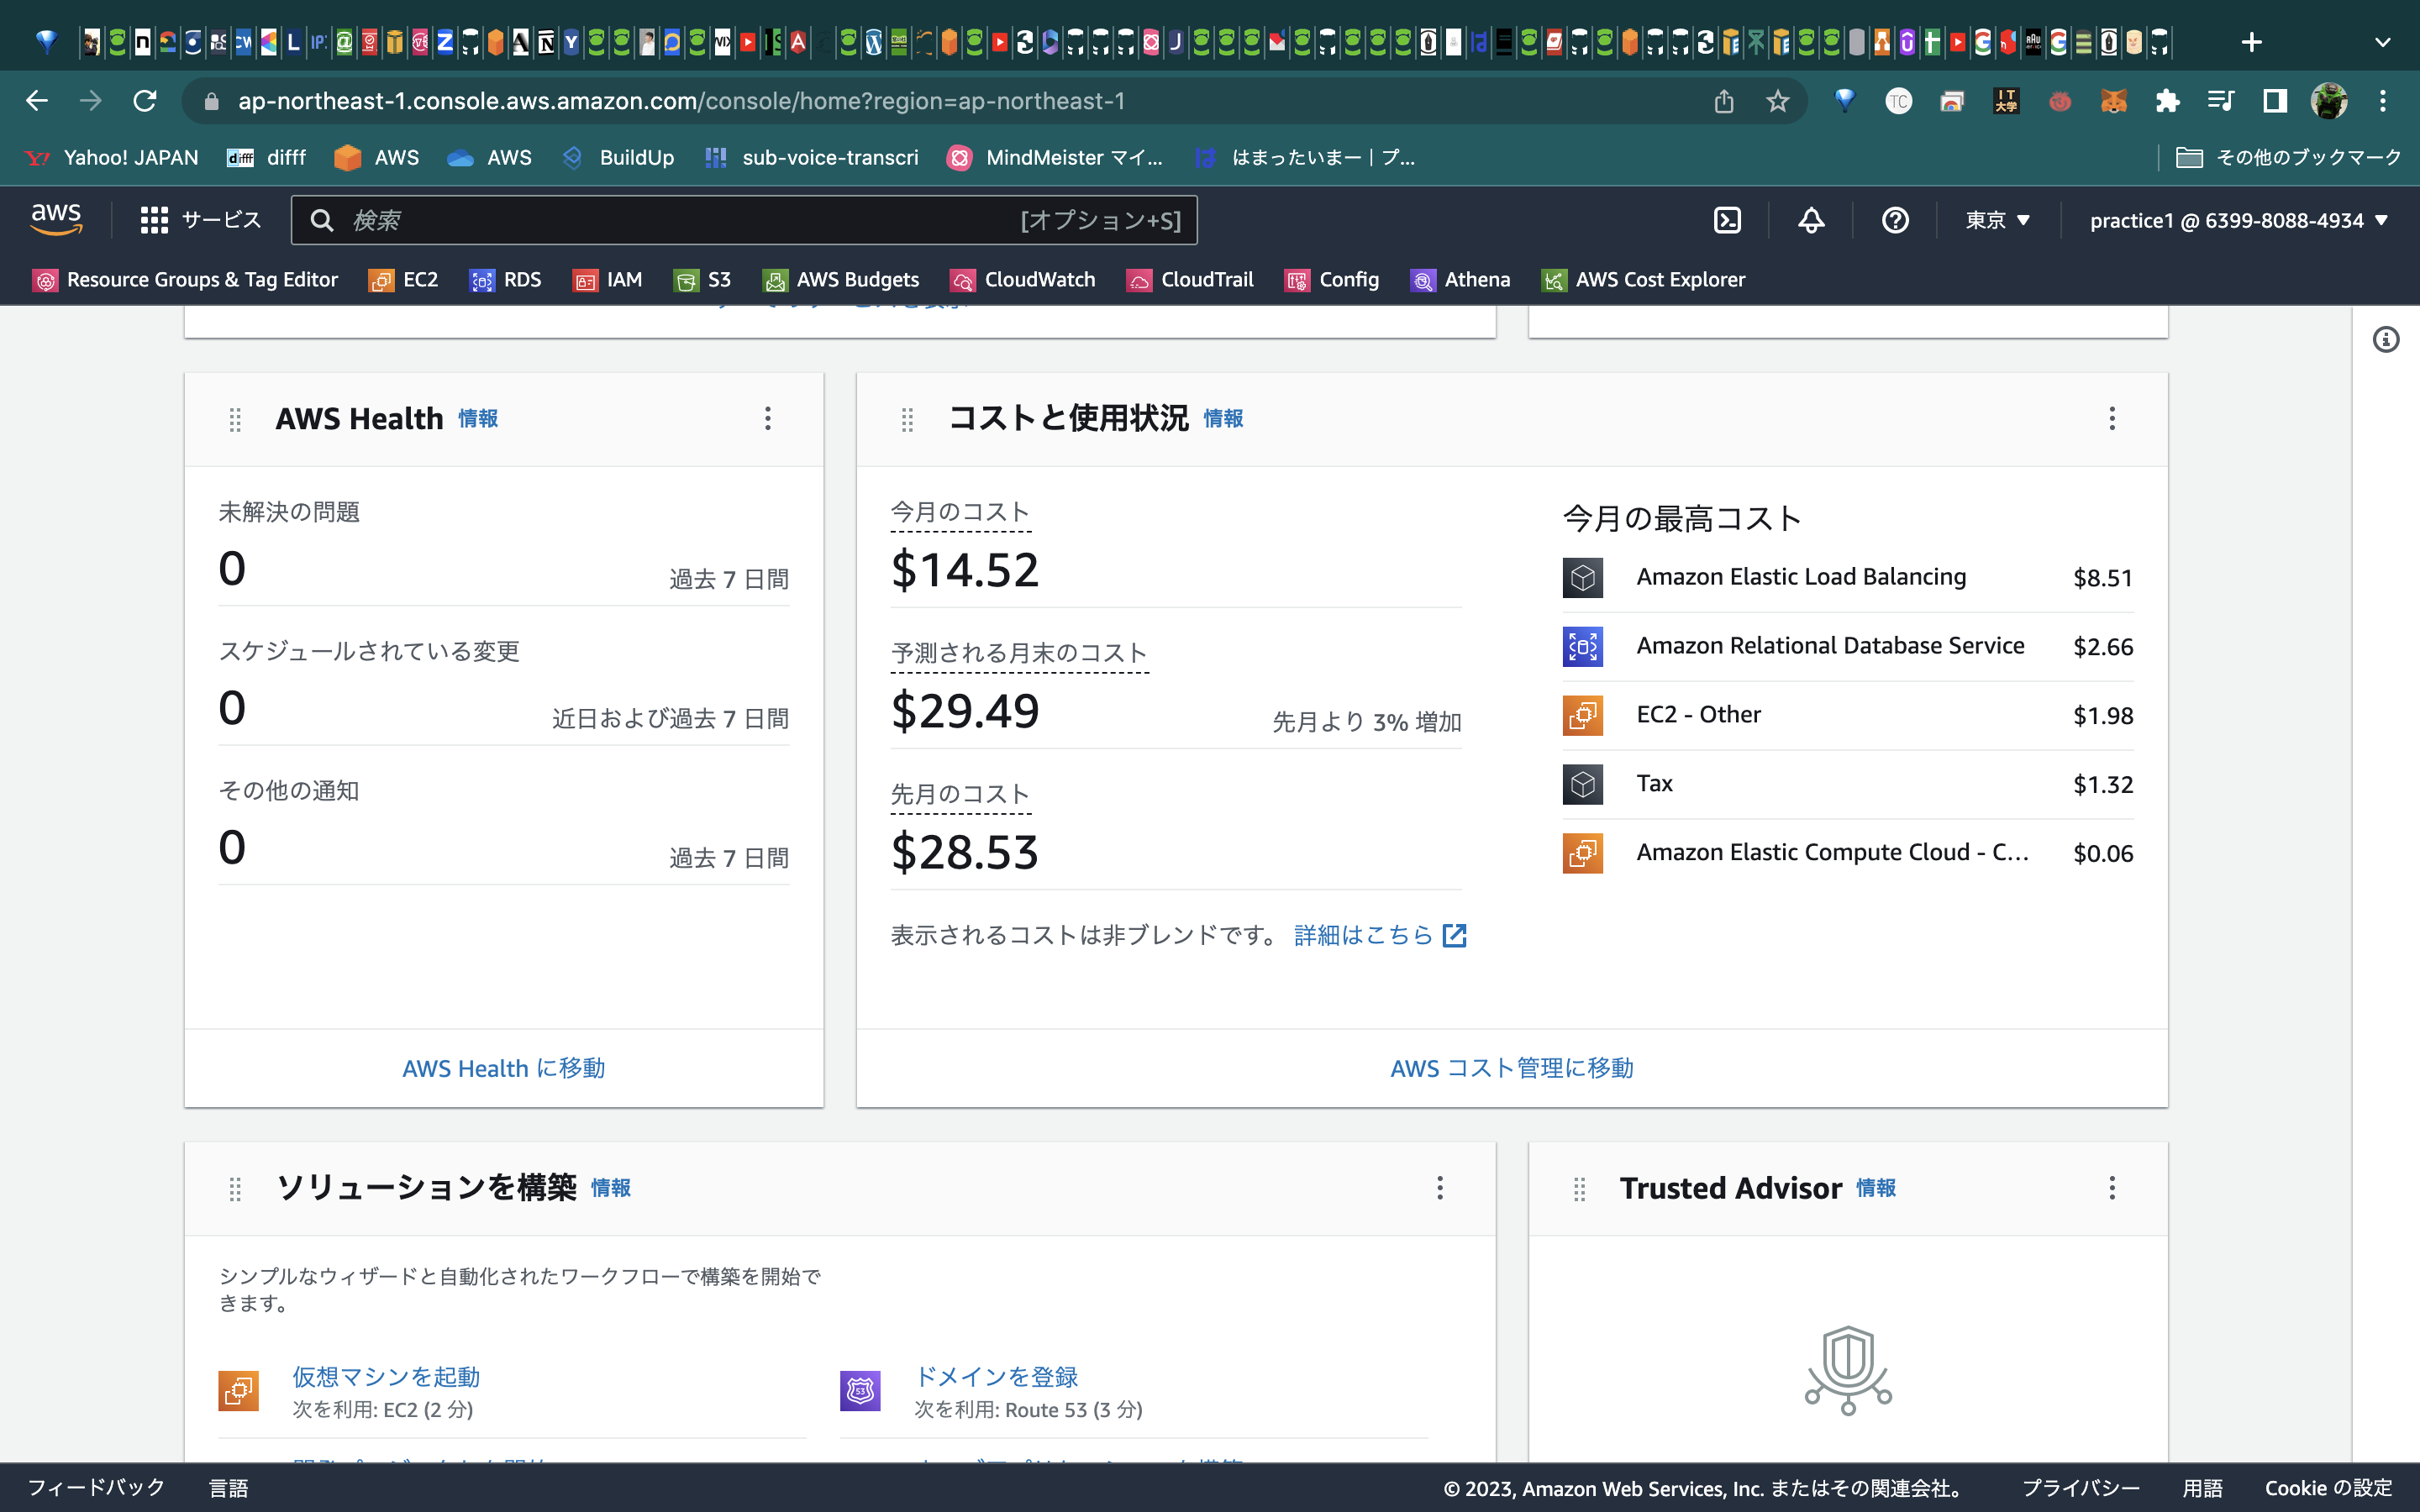 ap-northeast-1.console.aws.amazon.com/console/home?region=ap-northeast-1
Yahoo! JAPAN difff AWS AWS BuildUp sub-voice-transcri MindMeister マイ... はまったいまー | プ... その他のブックマーク
aws サービス 検索 [オプション+S] 東京 practice1 @ 6399-8088-4934
Resource Groups & Tag Editor EC2 RDS IAM S3 AWS Budgets CloudWatch CloudTrail Config Athena AWS Cost Explorer
AWS Health 情報
未解決の問題
0 過去 7 日間
スケジュールされている変更
0 近日および過去 7 日間
その他の通知
0 過去 7 日間
AWS Health に移動
コストと使用状況 情報
今月のコスト
$14.52
予測される月末のコスト
$29.49 先月より 3% 増加
先月のコスト
$28.53
表示されるコストは非ブレンドです。 詳細はこちら
今月の最高コスト
Amazon Elastic Load Balancing $8.51
Amazon Relational Database Service $2.66
EC2 - Other $1.98
Tax $1.32
Amazon Elastic Compute Cloud - C... $0.06
AWS コスト管理に移動
ソリューションを構築 情報
シンプルなウィザードと自動化されたワークフローで構築を開始で
きます。
仮想マシンを起動
次を利用: EC2 (2 分)
ドメインを登録
次を利用: Route 53 (3 分)
Trusted Advisor 情報
フィードバック 言語 © 2023, Amazon Web Services, Inc. またはその関連会社。 プライバシー 用語 Cookie の設定